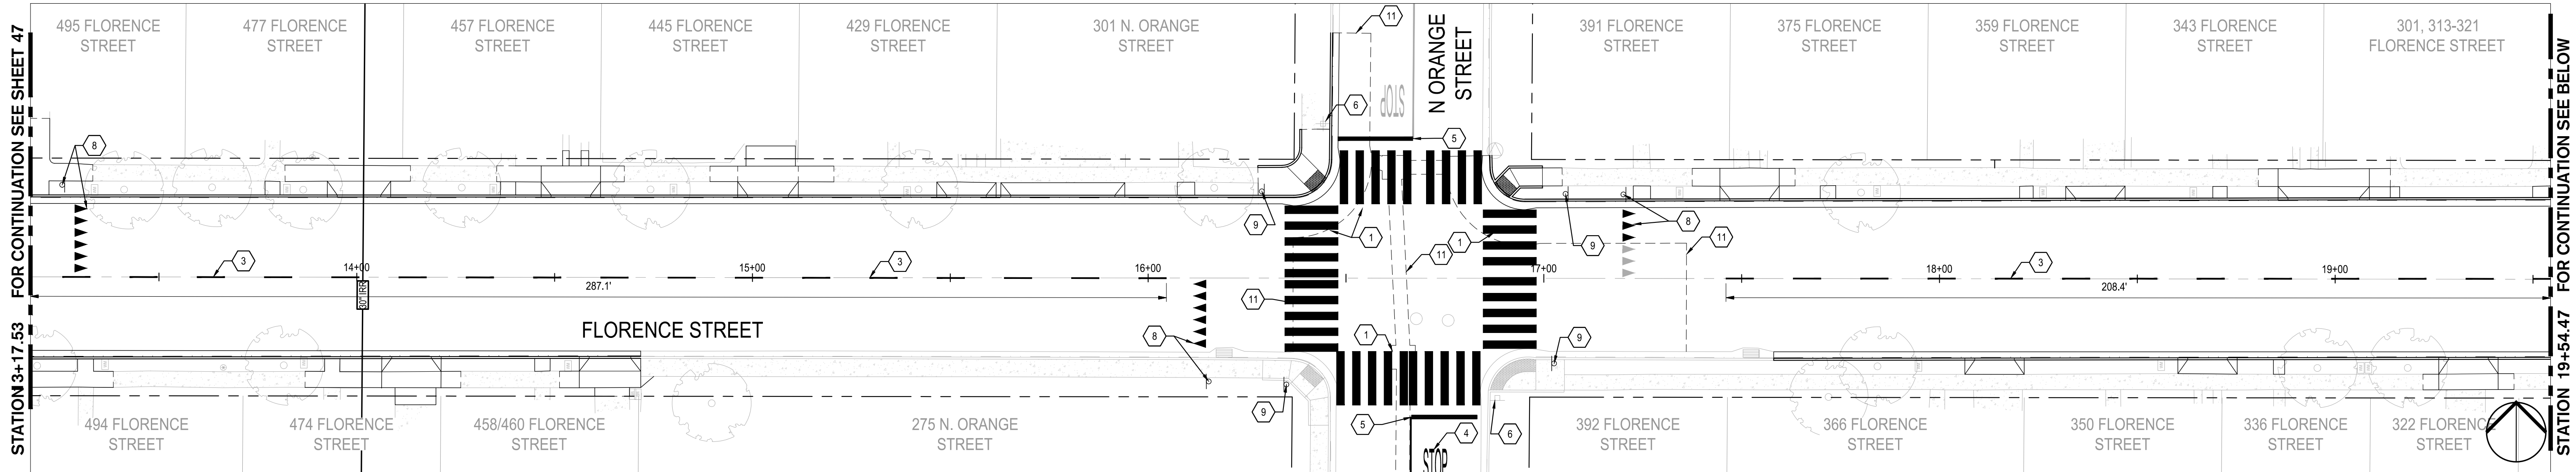 FOR CONTINUATION SEE SHEET 47
STATION 3+17.53
495 FLORENCE
STREET
477 FLORENCE
STREET
457 FLORENCE
STREET
445 FLORENCE
STREET
429 FLORENCE
STREET
301 N. ORANGE
STREET
11
N ORANGE
STREET
391 FLORENCE
STREET
375 FLORENCE
STREET
359 FLORENCE
STREET
343 FLORENCE
STREET
301, 313-321
FLORENCE STREET
FOR CONTINUATION SEE BELOW
STATION 19+54.47
8
6
STOP
5
9
1
11
1
9
8
11
3
14+00
3
15+00
16+00
17+00
18+00
3
19+00
30" IRR
287.1'
11
208.4'
FLORENCE STREET
8
1
9
9
5
4
STOP
6
494 FLORENCE
STREET
474 FLORENCE
STREET
458/460 FLORENCE
STREET
275 N. ORANGE
STREET
392 FLORENCE
STREET
366 FLORENCE
STREET
350 FLORENCE
STREET
336 FLORENCE
STREET
322 FLORENCE
STREET